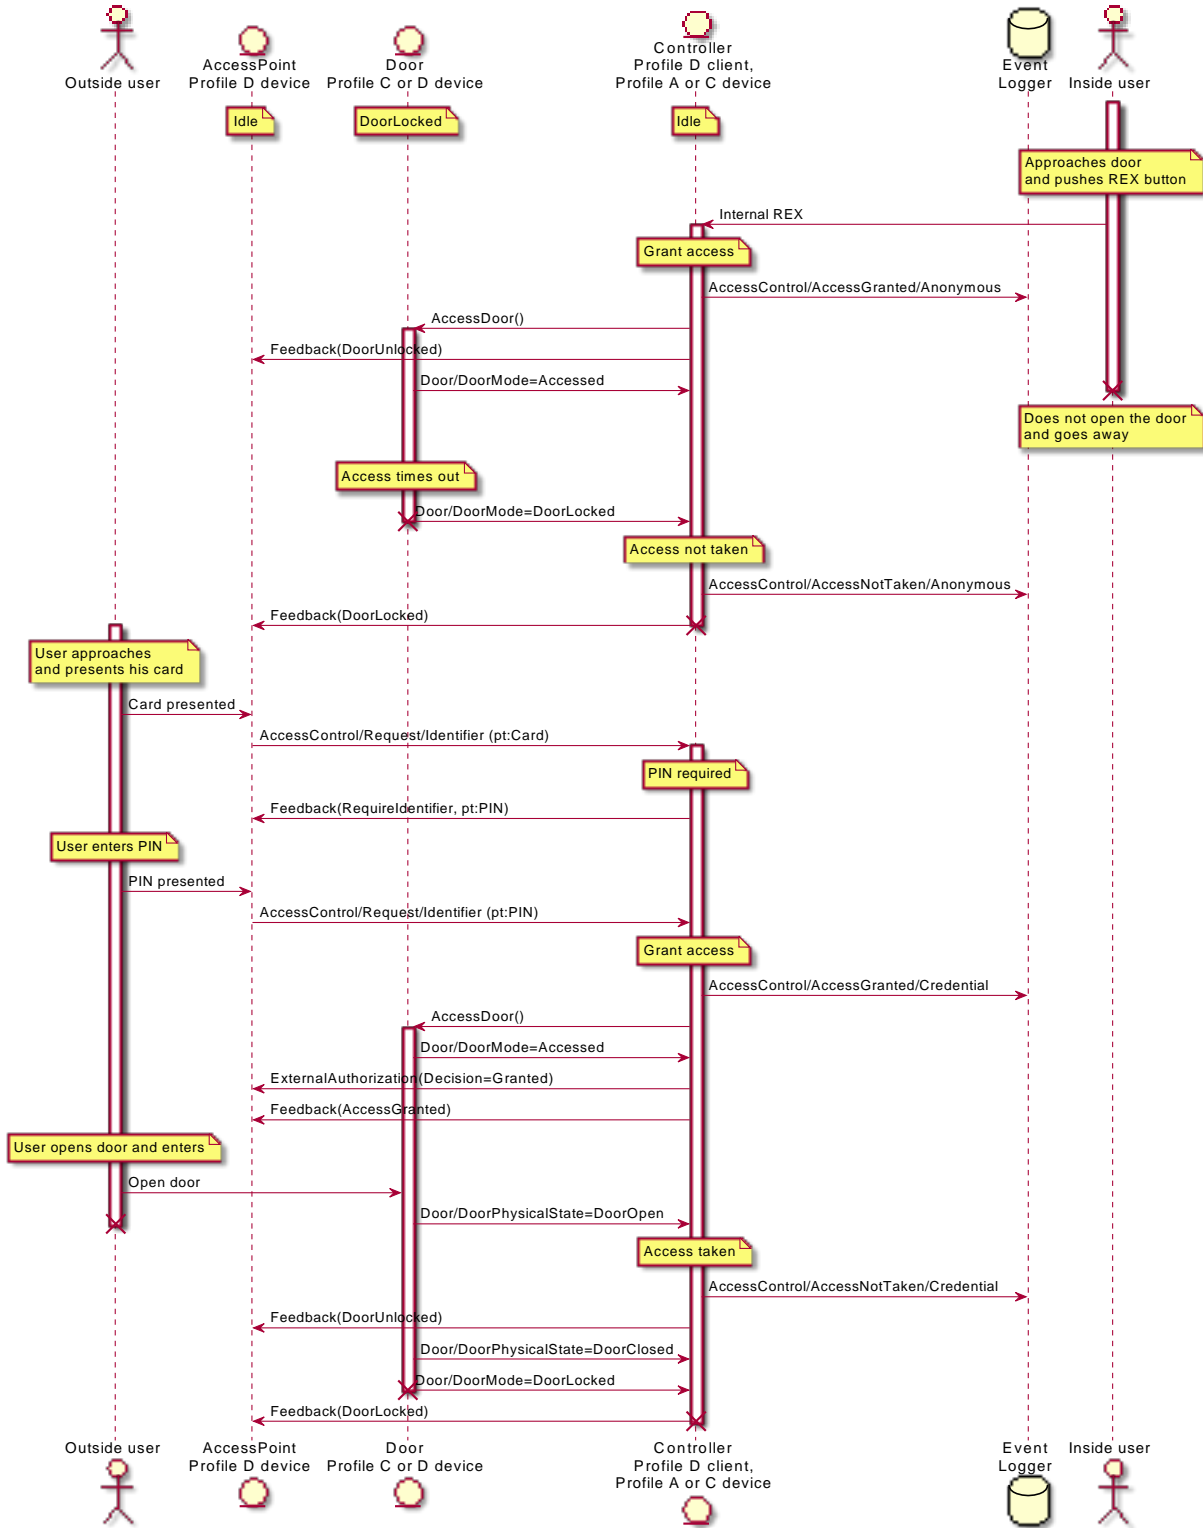 Outside user
AccessPoint
Profile D device
Door
Profile C or D device
Controller
Profile D client,
Profile A or C device
Event
Logger
Inside user
Idle
DoorLocked
Idle
Approaches door
and pushes REX button
Internal REX
Grant access
AccessControl/AccessGranted/Anonymous
AccessDoor()
Feedback(DoorUnlocked)
Door/DoorMode=Accessed
Does not open the door
and goes away
Access times out
Door/DoorMode=DoorLocked
Access not taken
AccessControl/AccessNotTaken/Anonymous
Feedback(DoorLocked)
User approaches
and presents his card
Card presented
AccessControl/Request/Identifier (pt:Card)
PIN required
Feedback(RequireIdentifier, pt:PIN)
User enters PIN
PIN presented
AccessControl/Request/Identifier (pt:PIN)
Grant access
AccessControl/AccessGranted/Credential
AccessDoor()
Door/DoorMode=Accessed
ExternalAuthorization(Decision=Granted)
Feedback(AccessGranted)
User opens door and enters
Open door
Door/DoorPhysicalState=DoorOpen
Access taken
AccessControl/AccessNotTaken/Credential
Feedback(DoorUnlocked)
Door/DoorPhysicalState=DoorClosed
Door/DoorMode=DoorLocked
Feedback(DoorLocked)
Outside user
AccessPoint
Profile D device
Door
Profile C or D device
Controller
Profile D client,
Profile A or C device
Event
Logger
Inside user